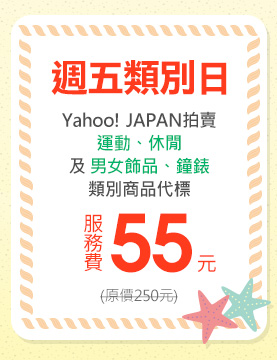 週五類別日
Yahoo! JAPAN拍賣
運動、休閒
及 男女飾品、鐘錶
類別商品代標
服務費55元
(原價250元)